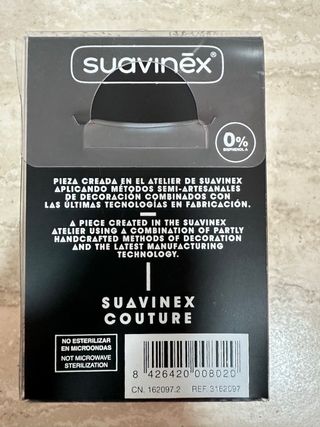 suavinēx®
0%
BISPHENOL A
PIEZA CREADA EN EL ATELIER DE SUAVINEX
APLICANDO MÉTODOS SEMI-ARTESANALES
DE DECORACIÓN COMBINADOS CON
LAS ÚLTIMAS TECNOLOGÍAS EN FABRICACIÓN.
A PIECE CREATED IN THE SUAVINEX
ATELIER USING A COMBINATION OF PARTLY
HANDCRAFTED METHODS OF DECORATION
AND THE LATEST MANUFACTURING
TECHNOLOGY.
SUAVINEX
COUTURE
NO ESTERILIZAR
EN MICROONDAS
NOT MICROWAVE
STERILIZATION
8 426420 008020
CN. 162097.2 REF. 3162097